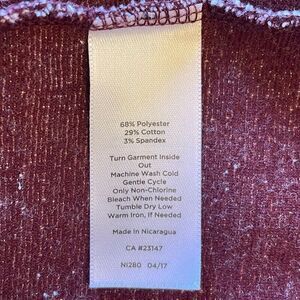 68% Polyester
29% Cotton
3% Spandex
Turn Garment Inside
Out
Machine Wash Cold
Gentle Cycle
Only Non-Chlorine
Bleach When Needed
Tumble Dry Low
Warm Iron, If Needed
Made In Nicaragua
CA #23147
NI280 04/17